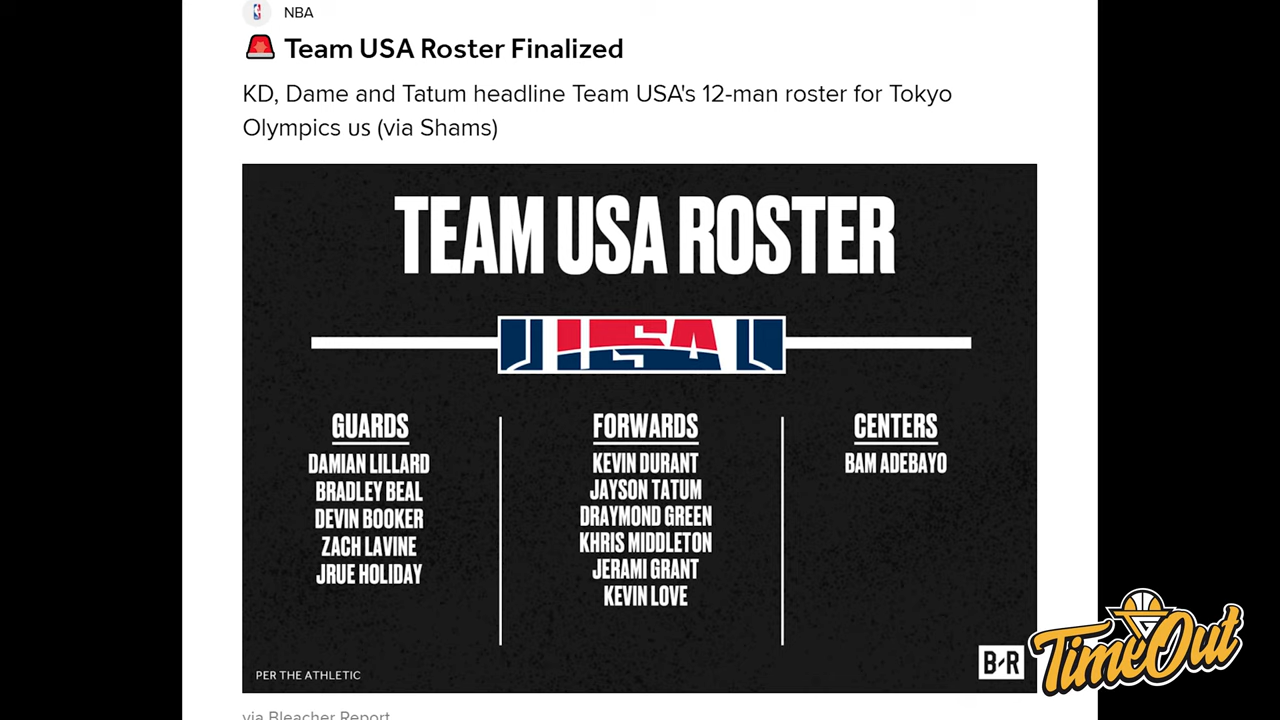 NBA
Team USA Roster Finalized
KD, Dame and Tatum headline Team USA's 12-man roster for Tokyo
Olympics us (via Shams)
TEAM USA ROSTER
USA
GUARDS
DAMIAN LILLARD
BRADLEY BEAL
DEVIN BOOKER
ZACH LAVINE
JRUE HOLIDAY
FORWARDS
KEVIN DURANT
JAYSON TATUM
DRAYMOND GREEN
KHRIS MIDDLETON
JERAMI GRANT
KEVIN LOVE
CENTERS
BAM ADEBAYO
PER THE ATHLETIC
B-R
TimeOut
via Bleacher Report